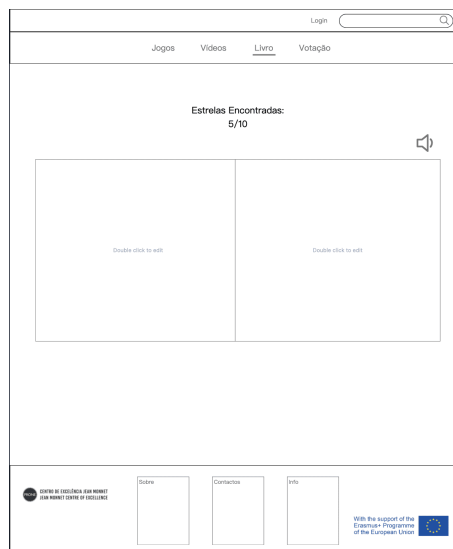 Login
Jogos Vídeos Livro Votação
Estrelas Encontradas:
5/10
Double click to edit Double click to edit
Sobre Contactos Info
CENTRO DE EXCELÊNCIA JEAN MONNET
JEAN MONNET CENTRE OF EXCELLENCE
With the support of the
Erasmus+ Programme
of the European Union